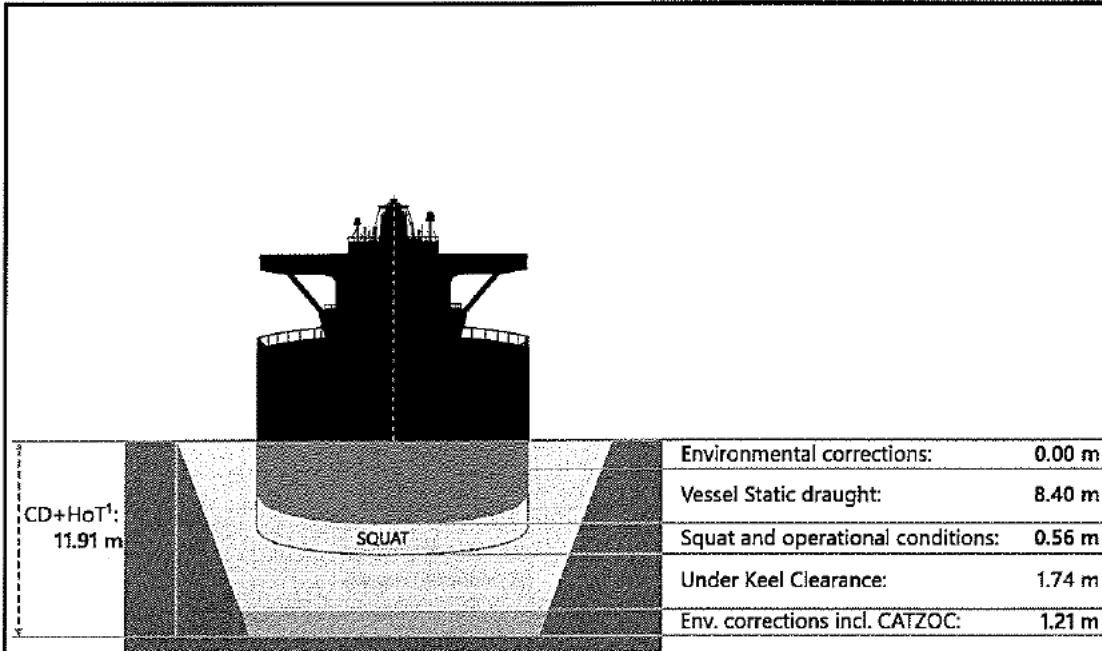 Environmental corrections: 0.00 m
Vessel Static draught: 8.40 m
CD+HoT¹:
11.91 m
SQUAT
Squat and operational conditions: 0.56 m
Under Keel Clearance: 1.74 m
Env. corrections incl. CATZOC: 1.21 m